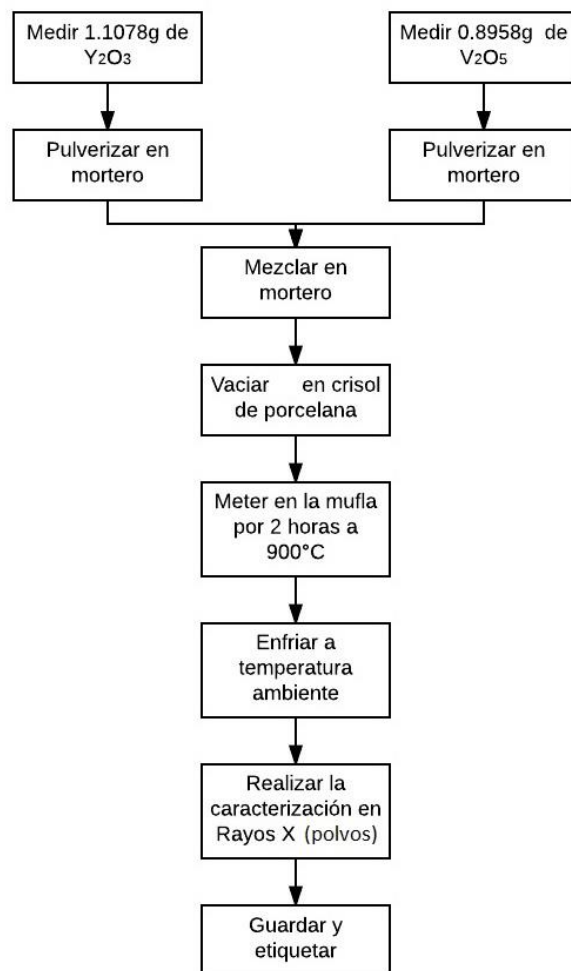 Medir 1.1078g de
Y2O3
Medir 0.8958g de
V2O5
Pulverizar en
mortero
Pulverizar en
mortero
Mezclar en
mortero
Vaciar en crisol
de porcelana
Meter en la mufla
por 2 horas a
900°C
Enfriar a
temperatura
ambiente
Realizar la
caracterización en
Rayos X (polvos)
Guardar y
etiquetar